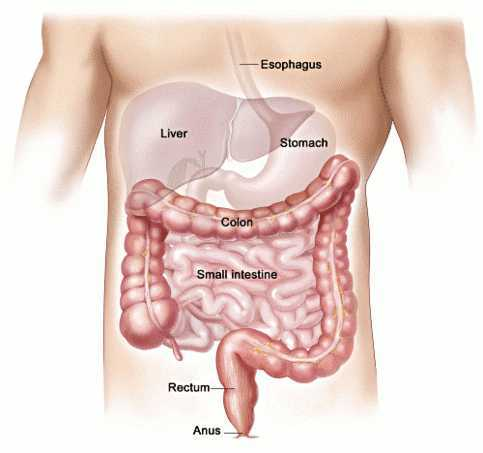 Esophagus
Liver
Stomach
Colon
Small intestine
Rectum
Anus